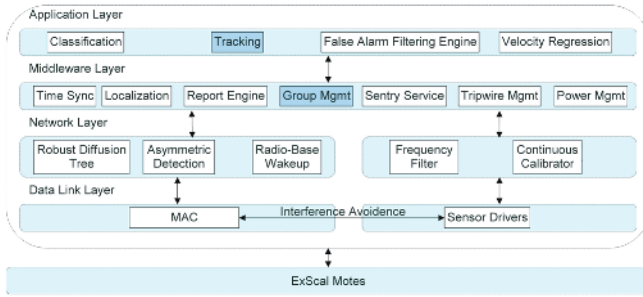 Application Layer
Classification Tracking False Alarm Filtering Engine Velocity Regression
Middleware Layer
Time Sync Localization Report Engine Group Mgmt Sentry Service Tripwire Mgmt Power Mgmt
Network Layer
Robust Diffusion Tree
Asymmetric Detection
Radio-Base Wakeup
Frequency Filter
Continuous Calibrator
Data Link Layer
MAC Interference Avoidence Sensor Drivers
ExScal Motes